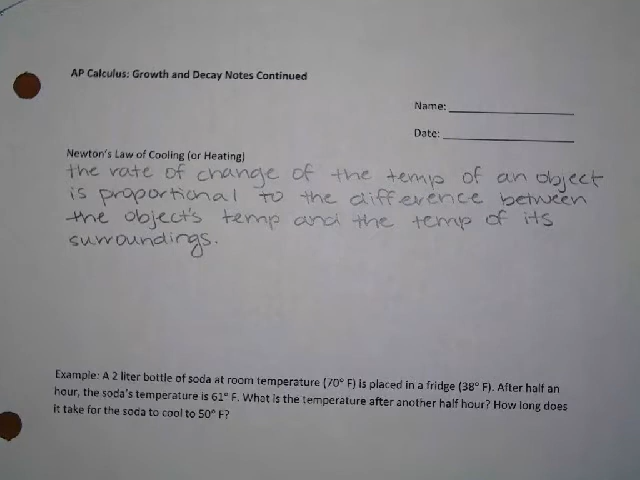 AP Calculus: Growth and Decay Notes Continued
Name:
Date:
Newton's Law of Cooling (or Heating)
the rate of change of the temp of an object
is proportional to the difference between
the object's temp and the temp of its
surroundings.
Example: A 2 liter bottle of soda at room temperature (70° F) is placed in a fridge (38° F). After half an
hour, the soda's temperature is 61° F. What is the temperature after another half hour? How long does
it take for the soda to cool to 50° F?